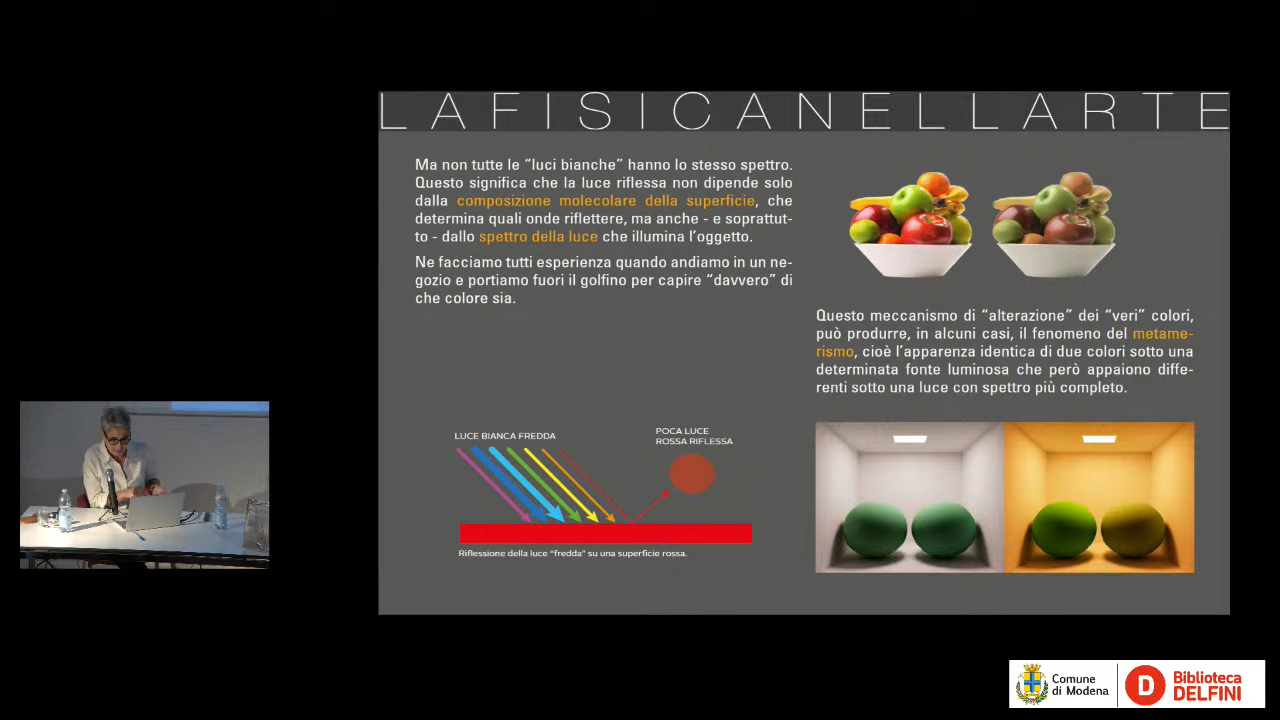 LAFISICANELLARTE
Ma non tutte le “luci bianche” hanno lo stesso spettro.
Questo significa che la luce riflessa non dipende solo
dalla composizione molecolare della superficie, che
determina quali onde riflettere, ma anche - e soprattut-
to - dallo spettro della luce che illumina l’oggetto.
Ne facciamo tutti esperienza quando andiamo in un ne-
gozio e portiamo fuori il golfino per capire “davvero” di
che colore sia.
LUCE BIANCA FREDDA
POCA LUCE
ROSSA RIFLESSA
Riflessione della luce “fredda” su una superficie rossa.
Questo meccanismo di “alterazione” dei “veri” colori,
può produrre, in alcuni casi, il fenomeno del metame-
rismo, cioè l’apparenza identica di due colori sotto una
determinata fonte luminosa che però appaiono diffe-
renti sotto una luce con spettro più completo.
Comune
di Modena
D
Biblioteca
DELFINI